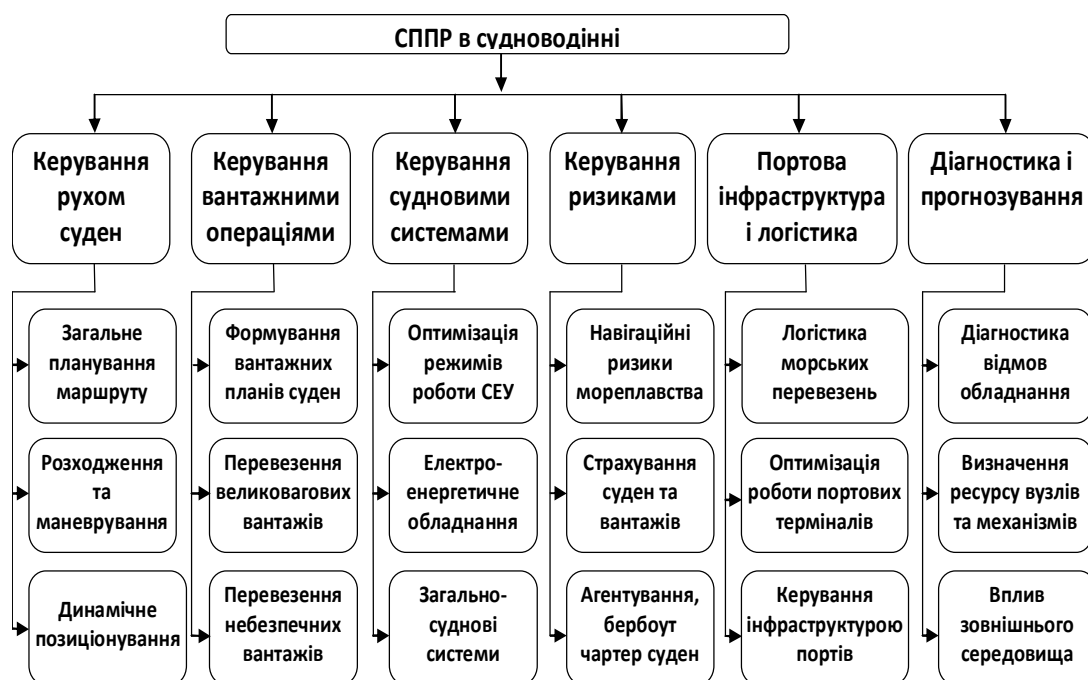 СППР в судноводінні
Керування
рухом
суден
Керування
вантажними
операціями
Керування
судновими
системами
Керування
ризиками
Портова
інфраструктура
і логістика
Діагностика і
прогнозування
Загальне
планування
маршруту
Формування
вантажних
планів суден
Оптимізація
режимів
роботи СЕУ
Навігаційні
ризики
мореплавства
Логістика
морських
перевезень
Діагностика
відмов
обладнання
Розходження
та
маневрування
Перевезення
великовагових
вантажів
Електро-
енергетичне
обладнання
Страхування
суден та
вантажів
Оптимізація
роботи портових
терміналів
Визначення
ресурсу вузлів
та механізмів
Динамічне
позиціонування
Перевезення
небезпечних
вантажів
Загально-
суднові
системи
Агентування,
бербоут
чартер суден
Керування
інфраструктурою
портів
Вплив
зовнішнього
середовища